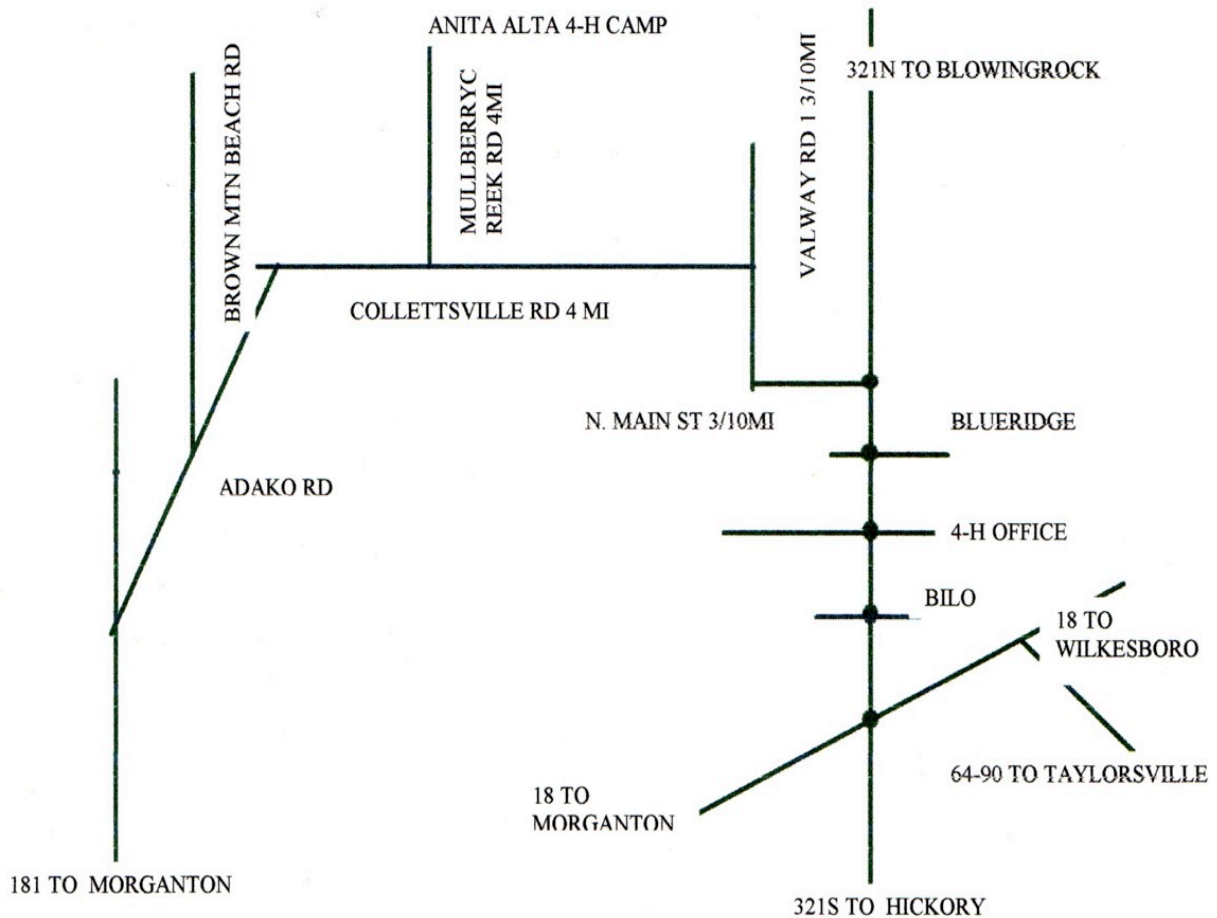 ANITA ALTA 4-H CAMP
BROWN MTN BEACH RD
MULLBERRYC
REEK RD 4MI
VALWAY RD 1 3/10MI
321N TO BLOWINGROCK
COLLETTSVILLE RD 4 MI
N. MAIN ST 3/10MI
BLUERIDGE
ADAKO RD
4-H OFFICE
BILO
18 TO
WILKESBORO
64-90 TO TAYLORSVILLE
18 TO
MORGANTON
181 TO MORGANTON
321S TO HICKORY